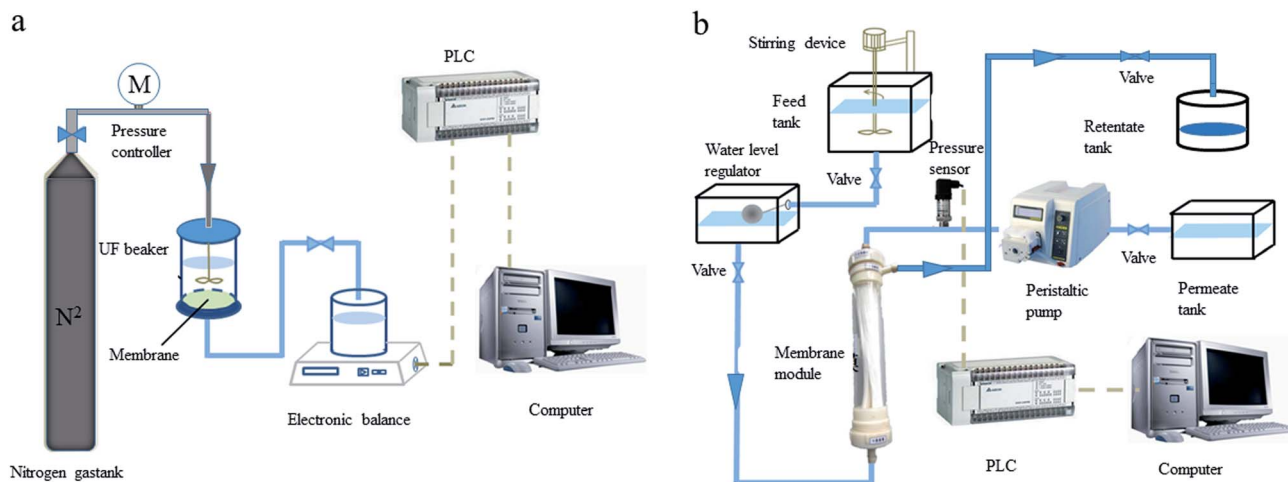 a
M
Pressure
controller
PLC
UF beaker
N²
Membrane
Electronic balance
Computer
Nitrogen gastank
b
Stirring device
Feed
tank
Valve
Retentate
tank
Water level
regulator
Valve
Pressure
sensor
Valve
Valve
Peristaltic
pump
Permeate
tank
Membrane
module
PLC
Computer